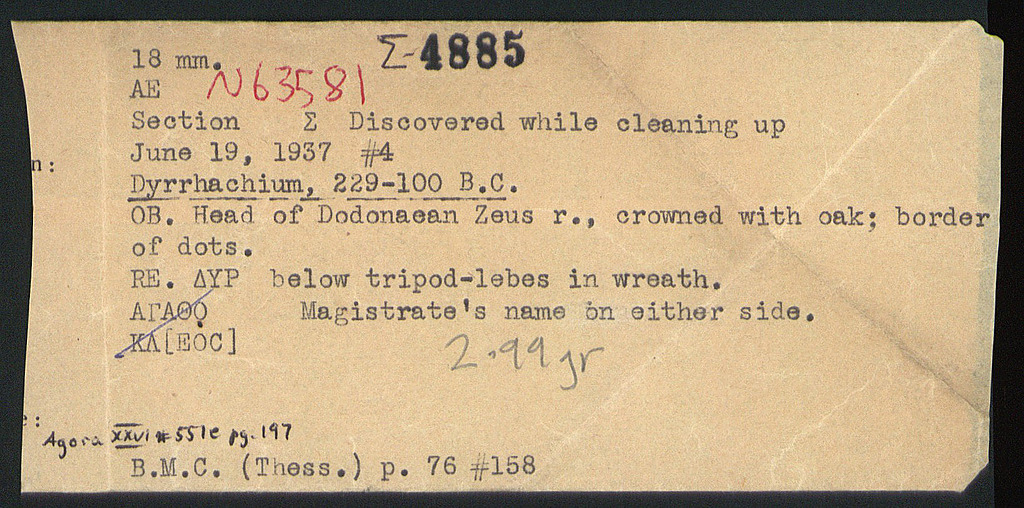 18 mm. Σ-4885
AE N63581
Section Σ Discovered while cleaning up
June 19, 1937 #4
n:
Dyrrhachium, 229-100 B.C.
OB. Head of Dodonaean Zeus r., crowned with oak; border
of dots.
RE. ΔΥΡ below tripod-lebes in wreath.
ΑΓΑΘΟ Magistrate's name on either side.
ΚΛ[ΕΟC]
2.99 gr
e:
Agora XXVI #551e pg.197
B.M.C. (Thess.) p. 76 #158